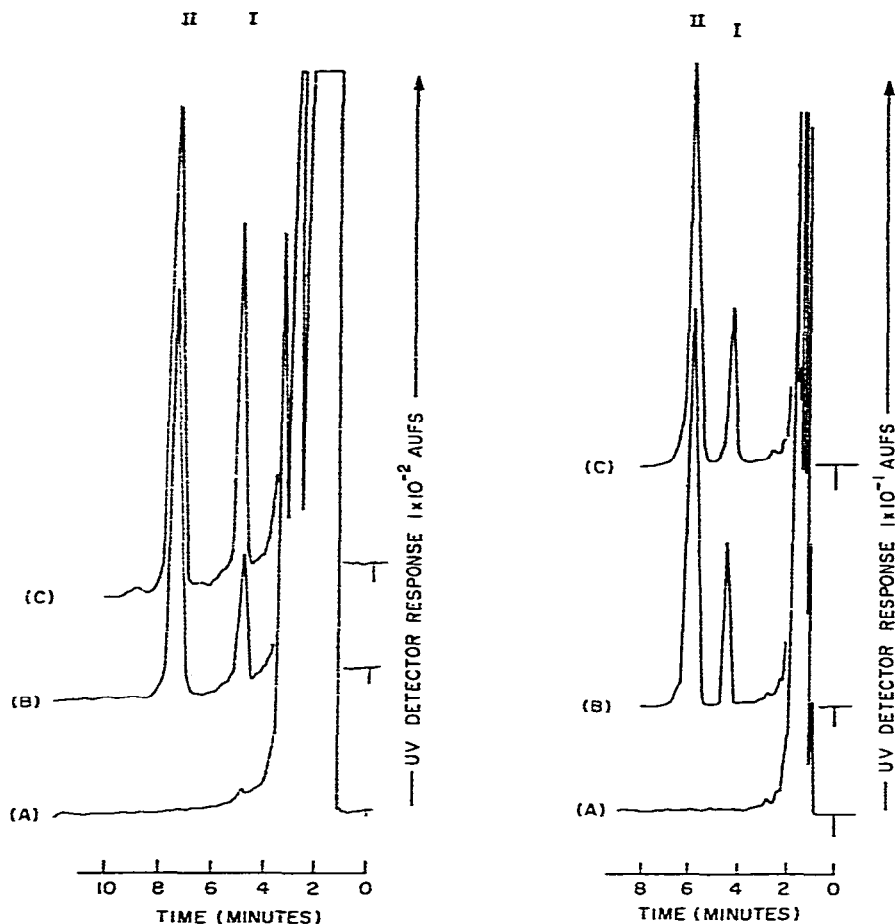 II I
(C)
(B)
(A)
10 8 6 4 2 0
TIME (MINUTES)
UV DETECTOR RESPONSE 1x10⁻² AUFS
II I
(C)
(B)
(A)
8 6 4 2 0
TIME (MINUTES)
UV DETECTOR RESPONSE 1x10⁻¹ AUFS